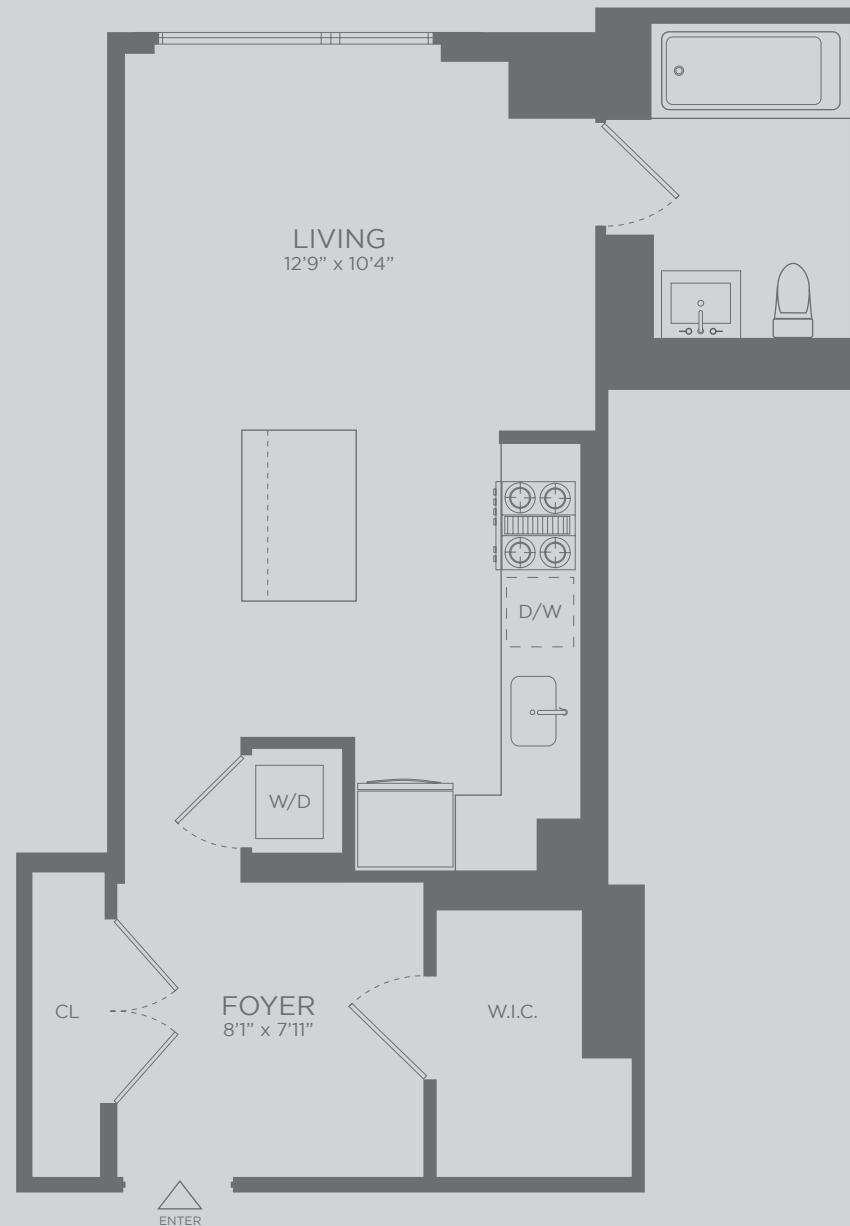 LIVING
12’9” x 10’4”
D/W
W/D
CL
FOYER
8’1” x 7’11”
W.I.C.
ENTER